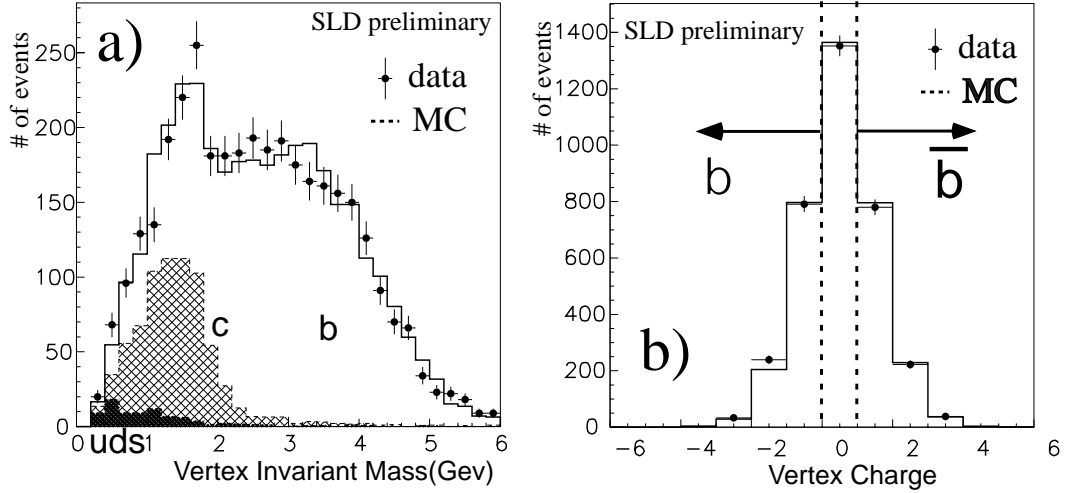 a)
SLD preliminary
data
MC
# of events
250
200
150
100
50
0
c
b
uds
0 1 2 3 4 5 6
Vertex Invariant Mass(Gev)
SLD preliminary
data
MC
# of events
1400
1200
1000
800
600
400
200
0
b
b
b)
−6 −4 −2 0 2 4 6
Vertex Charge